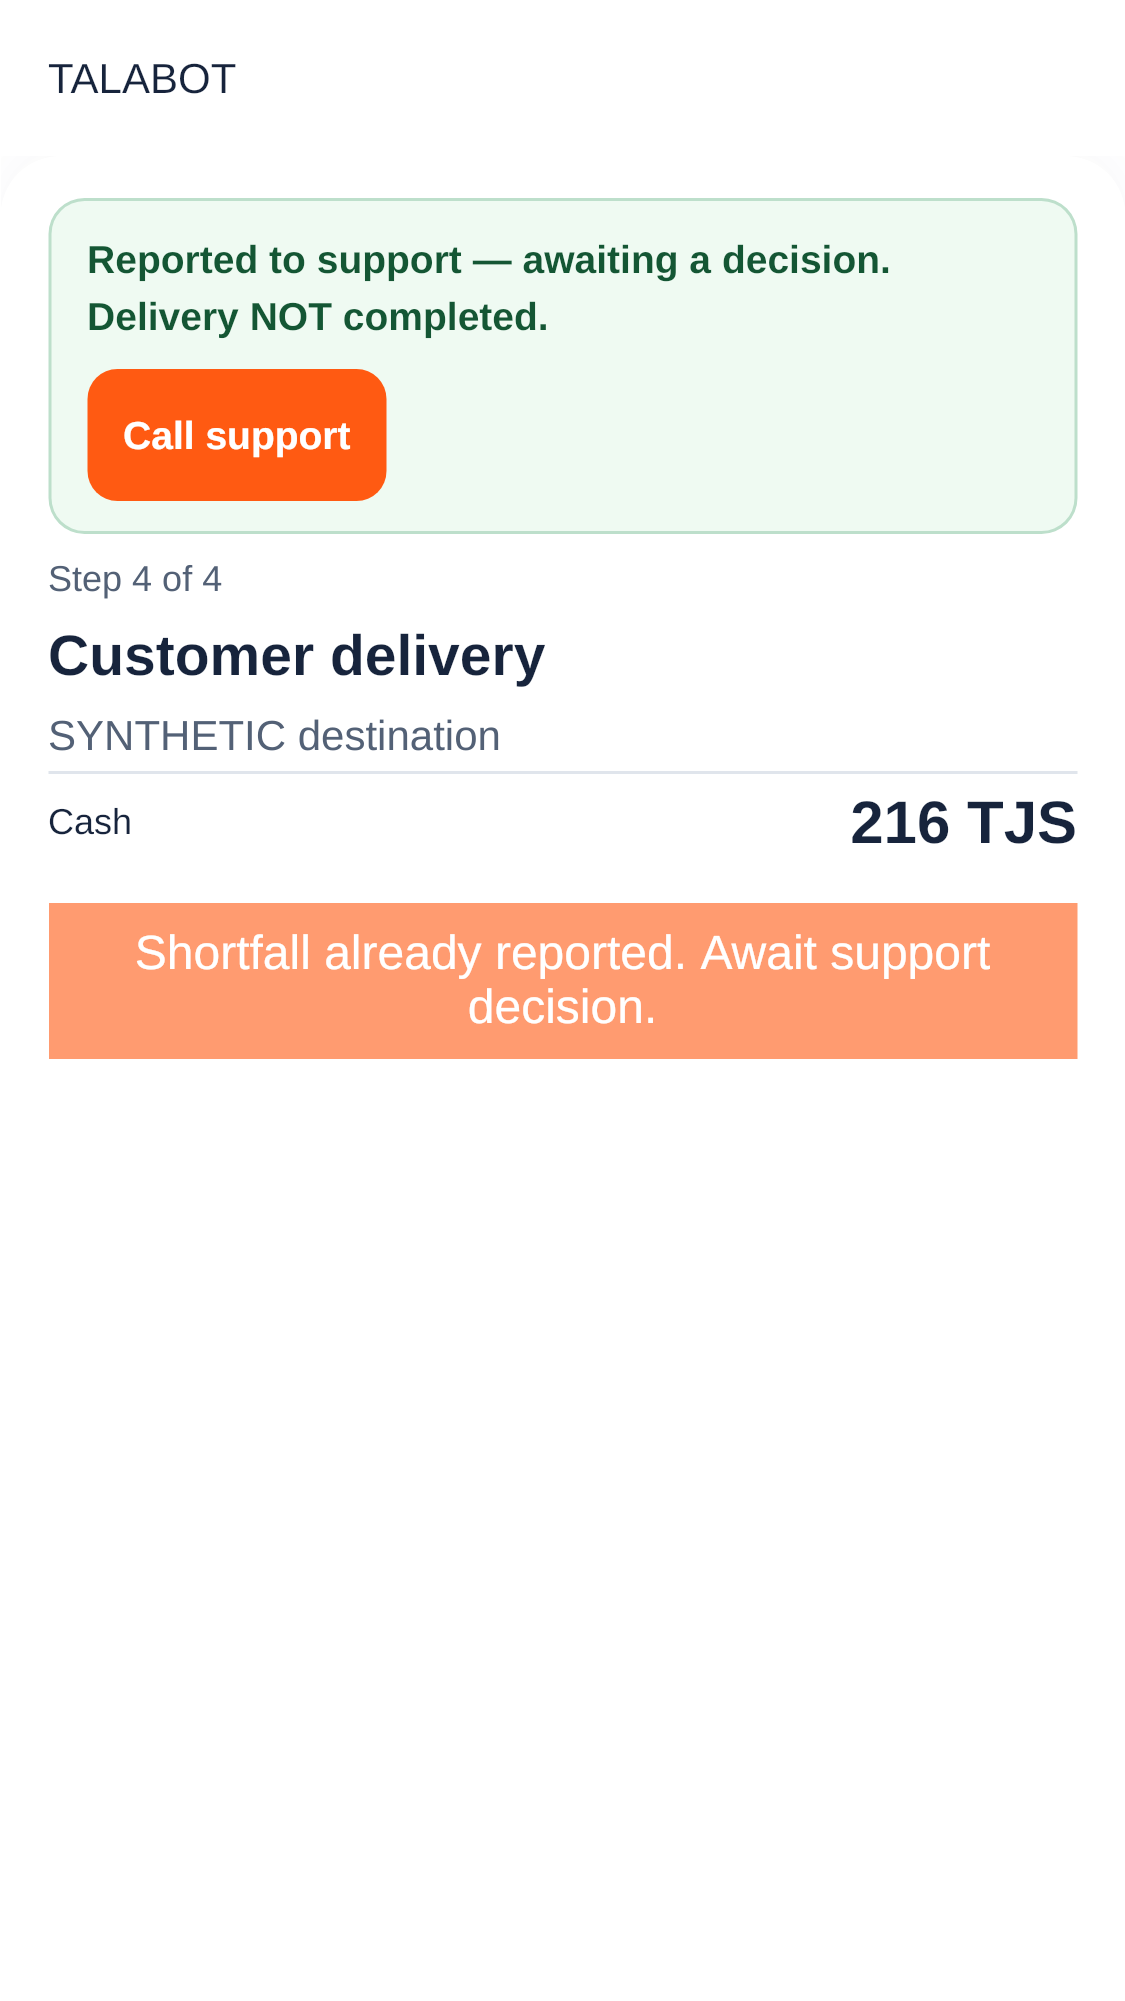 TALABOT
Reported to support — awaiting a decision.
Delivery NOT completed.
Call support
Step 4 of 4
Customer delivery
SYNTHETIC destination
Cash
216 TJS
Shortfall already reported. Await support
decision.